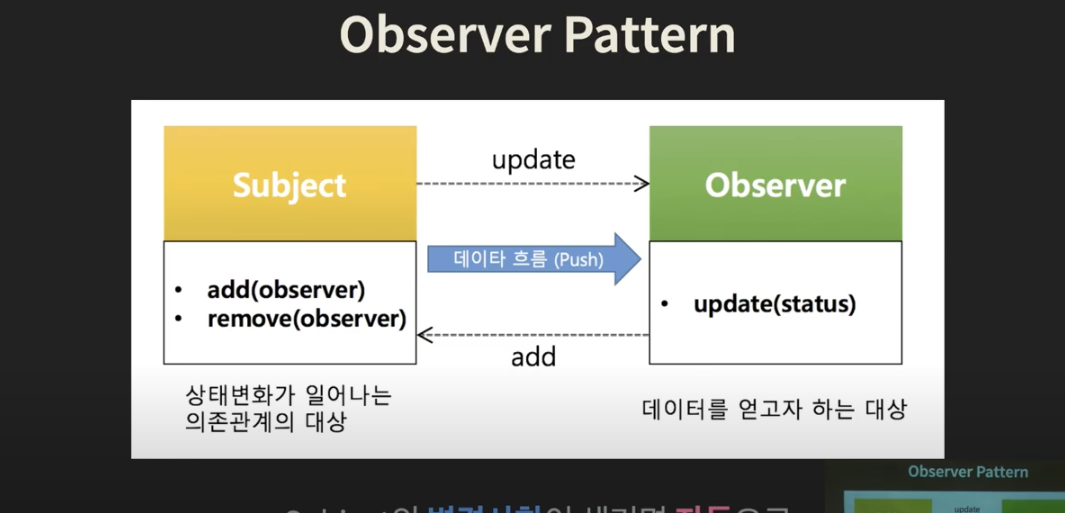 Observer Pattern
update
Subject
Observer
데이타 흐름 (Push)
• add(observer)
• remove(observer)
• update(status)
add
상태변화가 일어나는
의존관계의 대상
데이터를 얻고자 하는 대상
Observer Pattern
update